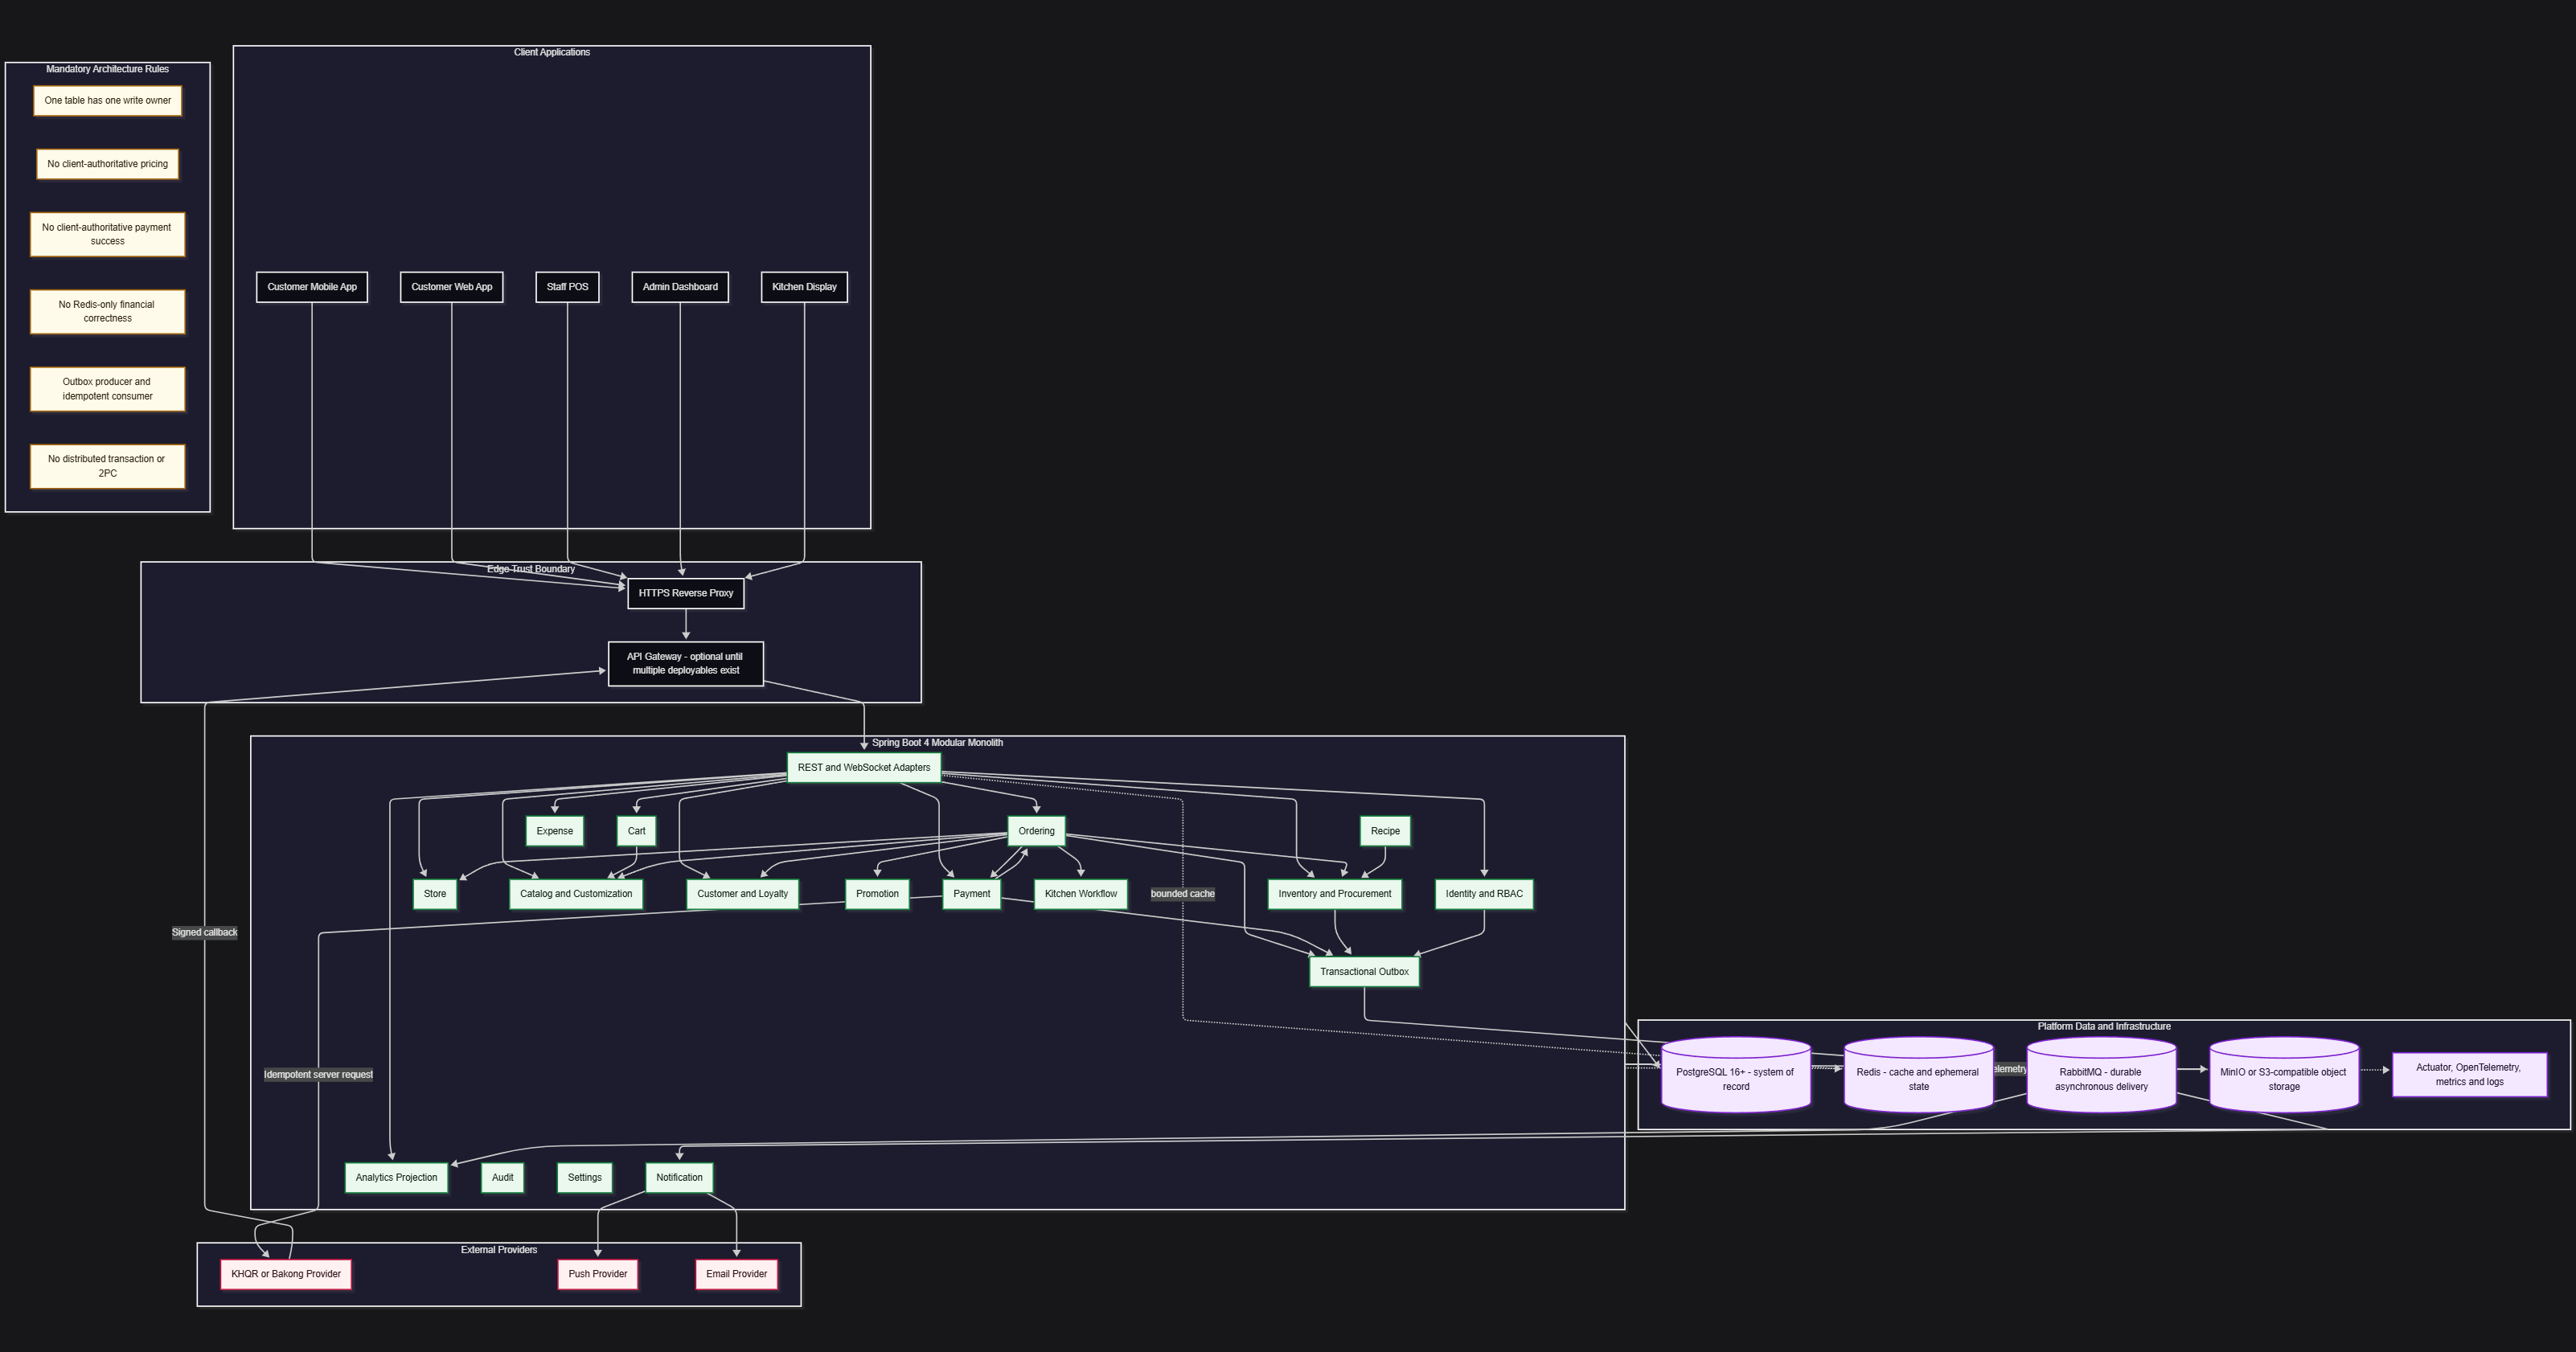 Mandatory Architecture Rules
One table has one write owner
No client-authoritative pricing
No client-authoritative payment
success
No Redis-only financial
correctness
Outbox producer and
idempotent consumer
No distributed transaction or
2PC
Client Applications
Customer Mobile App
Customer Web App
Staff POS
Admin Dashboard
Kitchen Display
Edge Trust Boundary
HTTPS Reverse Proxy
API Gateway - optional until
multiple deployables exist
Signed callback
Spring Boot 4 Modular Monolith
REST and WebSocket Adapters
Expense
Cart
Ordering
Recipe
Store
Catalog and Customization
Customer and Loyalty
Promotion
Payment
Kitchen Workflow
bounded cache
Inventory and Procurement
Identity and RBAC
Transactional Outbox
Idempotent server request
Analytics Projection
Audit
Settings
Notification
Platform Data and Infrastructure
PostgreSQL 16+ - system of
record
Redis - cache and ephemeral
state
elemetry
RabbitMQ - durable
asynchronous delivery
MinIO or S3-compatible object
storage
Actuator, OpenTelemetry,
metrics and logs
External Providers
KHQR or Bakong Provider
Push Provider
Email Provider